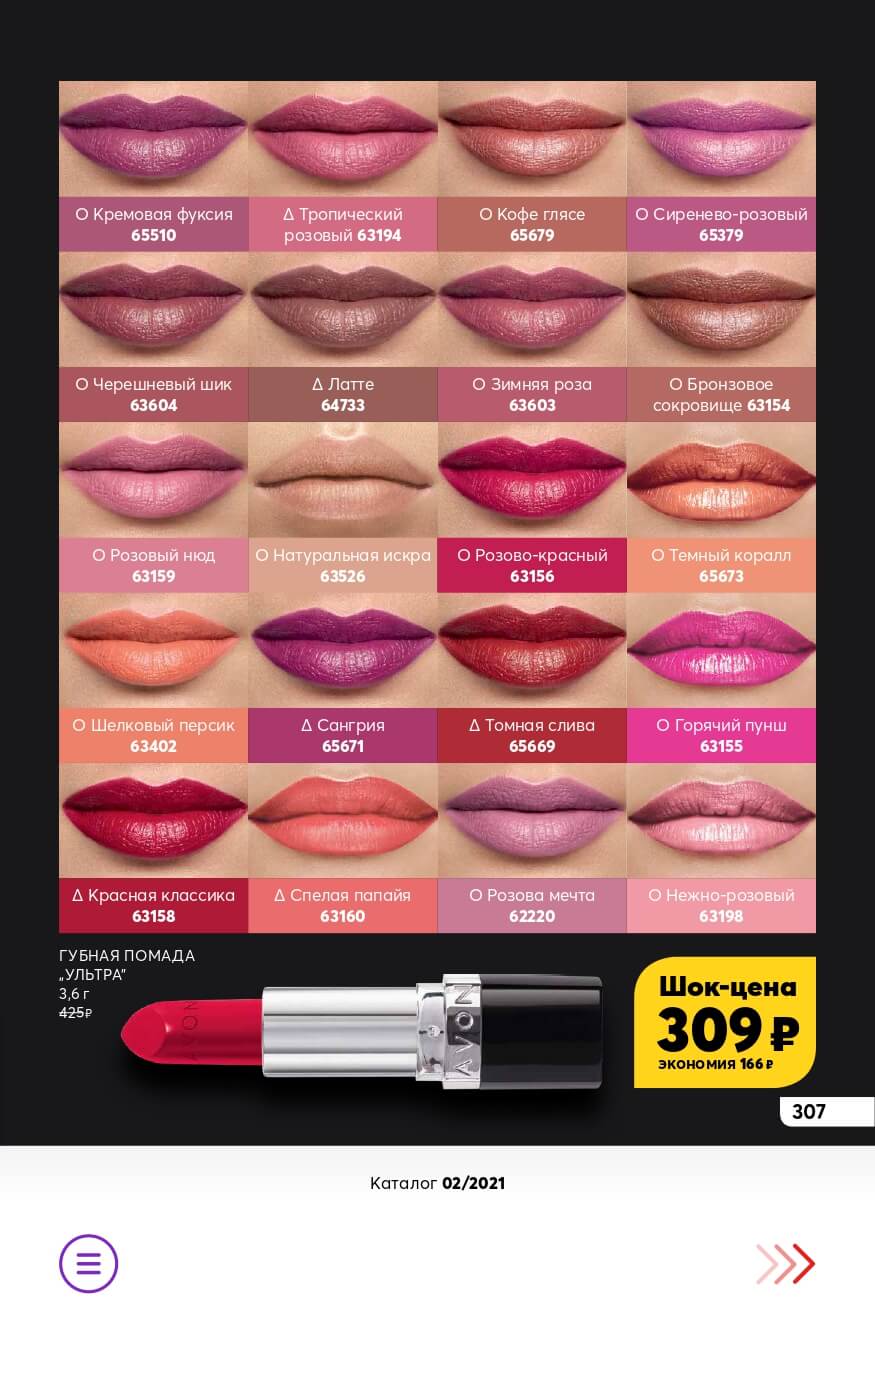 О Кремовая фуксия
65510
Δ Тропический
розовый 63194
О Кофе глясе
65679
О Сиренево-розовый
65379
О Черешневый шик
63604
Δ Латте
64733
О Зимняя роза
63603
О Бронзовое
сокровище 63154
О Розовый нюд
63159
О Натуральная искра
63526
О Розово-красный
63156
О Темный коралл
65673
О Шелковый персик
63402
Δ Сангрия
65671
Δ Томная слива
65669
О Горячий пунш
63155
Δ Красная классика
63158
Δ Спелая папайя
63160
О Розова мечта
62220
О Нежно-розовый
63198
ГУБНАЯ ПОМАДА
„УЛЬТРА”
3,6 г
425₽
AVON
AVON
Шок-цена
309 ₽
ЭКОНОМИЯ 166 ₽
307
Каталог 02/2021